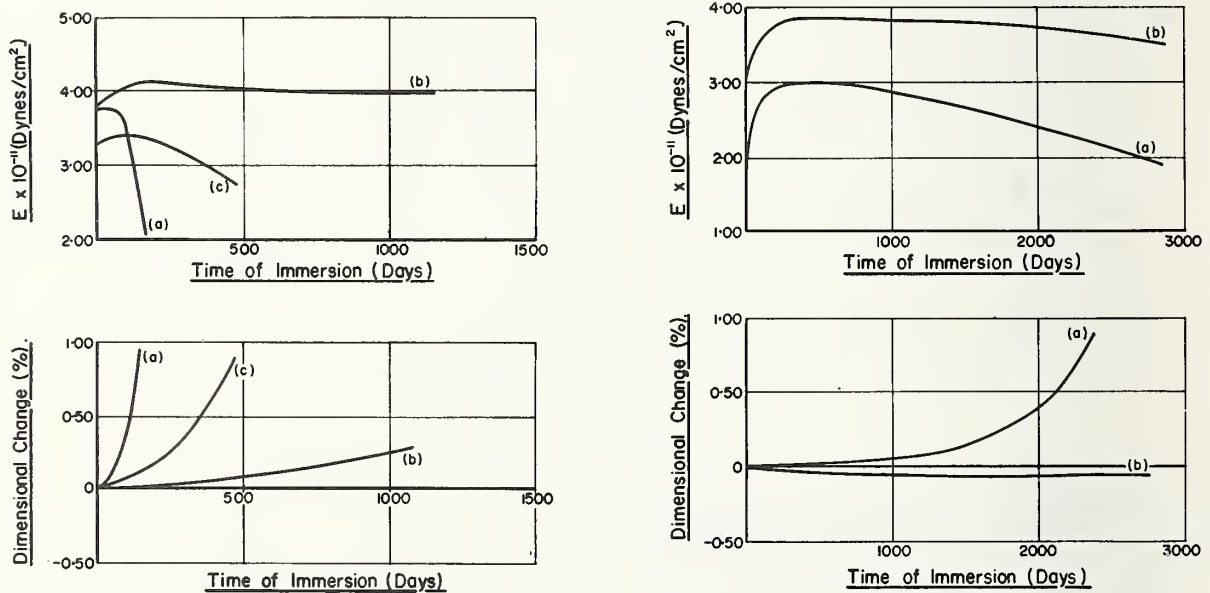 E x 10⁻¹¹ (Dynes/cm²)
5·00
4·00
3·00
2·00
(b)
(c)
(a)
500
1000
1500
Time of Immersion (Days)
E x 10⁻¹¹ (Dynes/cm²)
4·00
3·00
2·00
1·00
(b)
(a)
1000
2000
3000
Time of Immersion (Days)
Dimensional Change (%).
1·00
0·50
0
-0·50
(a)
(c)
(b)
500
1000
1500
Time of Immersion (Days)
Dimensional Change (%).
1·00
0·50
0
-0·50
(a)
(b)
1000
2000
3000
Time of Immersion (Days)